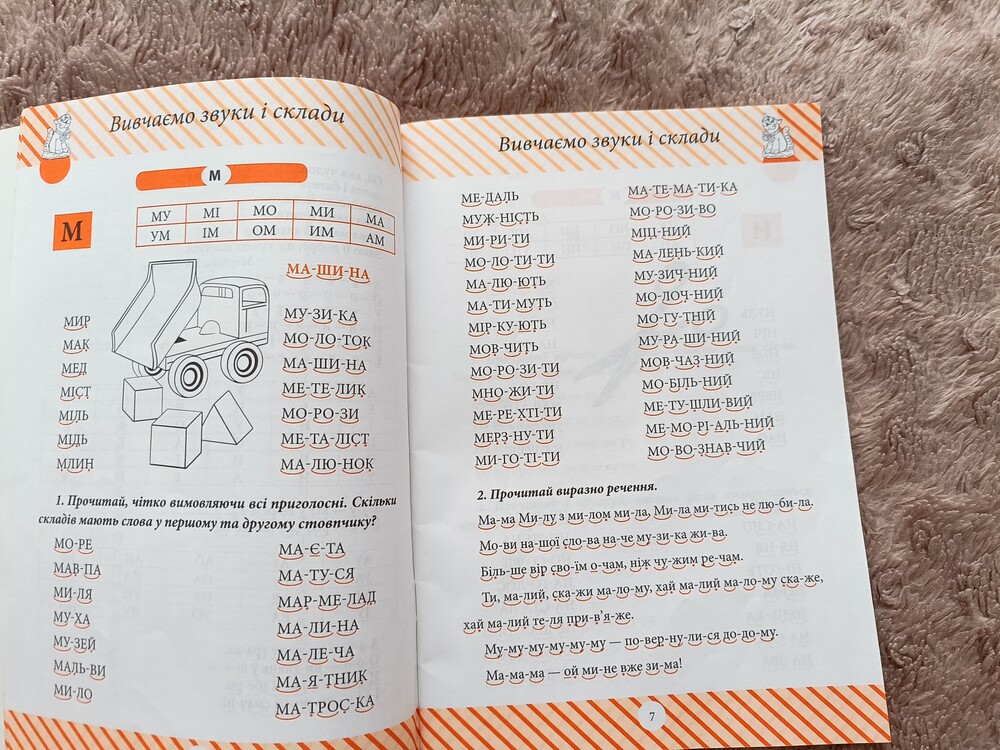 Вивчаємо звуки і склади
М
М
МУ МІ МО МИ МА
УМ ІМ ОМ ИМ АМ
МА-ШИ-НА
МИР
МАК
МЕД
МІСТ
МІЛЬ
МІДЬ
МЛИН
МУ-ЗИ-КА
МО-ЛО-ТОК
МА-ШИ-НА
МЕ-ТЕ-ЛИК
МО-РО-ЗИ
МЕ-ТА-ЛІСТ
МА-ЛЮ-НОК
1. Прочитай, чітко вимовляючи всі приголосні. Скільки
складів мають слова у першому та другому стовпчику?
МО-РЕ
МАВ-ПА
МИ-ЛЯ
МУ-ХА
МУ-ЗЕЙ
МАЛЬ-ВИ
МИ-ЛО
МА-Є-ТА
МА-ТУ-СЯ
МАР-МЕ-ЛАД
МА-ЛИ-НА
МА-ЛЕ-ЧА
МА-Я-ТНИК
МА-ТРОС-КА
Вивчаємо звуки і склади
МЕ-ДАЛЬ
МУЖ-НІСТЬ
МИ-РИ-ТИ
МО-ЛО-ТИ-ТИ
МА-ЛЮ-ЮТЬ
МА-ТИ-МУТЬ
МІР-КУ-ЮТЬ
МОВ-ЧИТЬ
МО-РО-ЗИ-ТИ
МНО-ЖИ-ТИ
МЕ-РЕ-ХТІ-ТИ
МЕРЗ-НУ-ТИ
МИ-ГО-ТІ-ТИ
МА-ТЕ-МА-ТИ-КА
МО-РО-ЗИ-ВО
МІЦ-НИЙ
МА-ЛЕНЬ-КИЙ
МУ-ЗИЧ-НИЙ
МО-ЛОЧ-НИЙ
МО-ГУ-ТНІЙ
МУ-РА-ШИ-НИЙ
МОВ-ЧАЗ-НИЙ
МО-БІЛЬ-НИЙ
МЕ-ТУ-ШЛИ-ВИЙ
МЕ-МО-РІ-АЛЬ-НИЙ
МО-ВО-ЗНАВ-ЧИЙ
2. Прочитай виразно речення.
Ма-ма Ми-лу з ми-лом ми-ла, Ми-ла ми-тись не лю-би-ла.
Мо-ви на-шої сло-ва на-че му-зи-ка жи-ва.
Біль-ше вір сво-їм о-чам, ніж чу-жим ре-чам.
Ти, ма-лий, ска-жи ма-ло-му, хай ма-лий ма-ло-му ска-же,
хай ма-лий те-ля при-в'я-же.
Му-му-му-му-му-му — по-вер-ну-ли-ся до-до-му.
Ма-ма-ма — ой ми-не вже зи-ма!
7